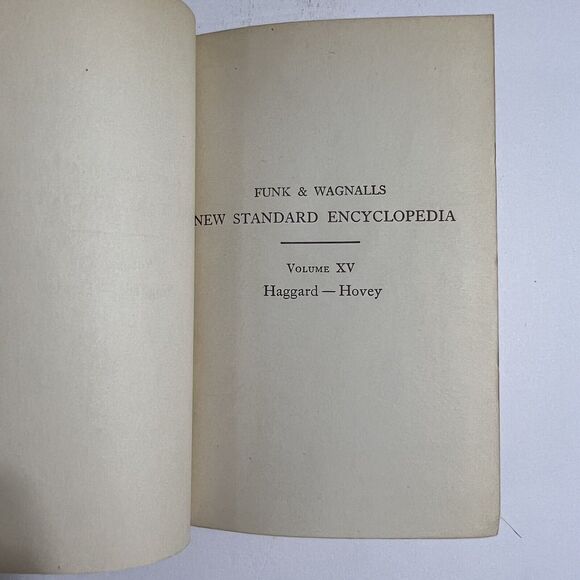 FUNK & WAGNALLS
NEW STANDARD ENCYCLOPEDIA
VOLUME XV
Haggard — Hovey